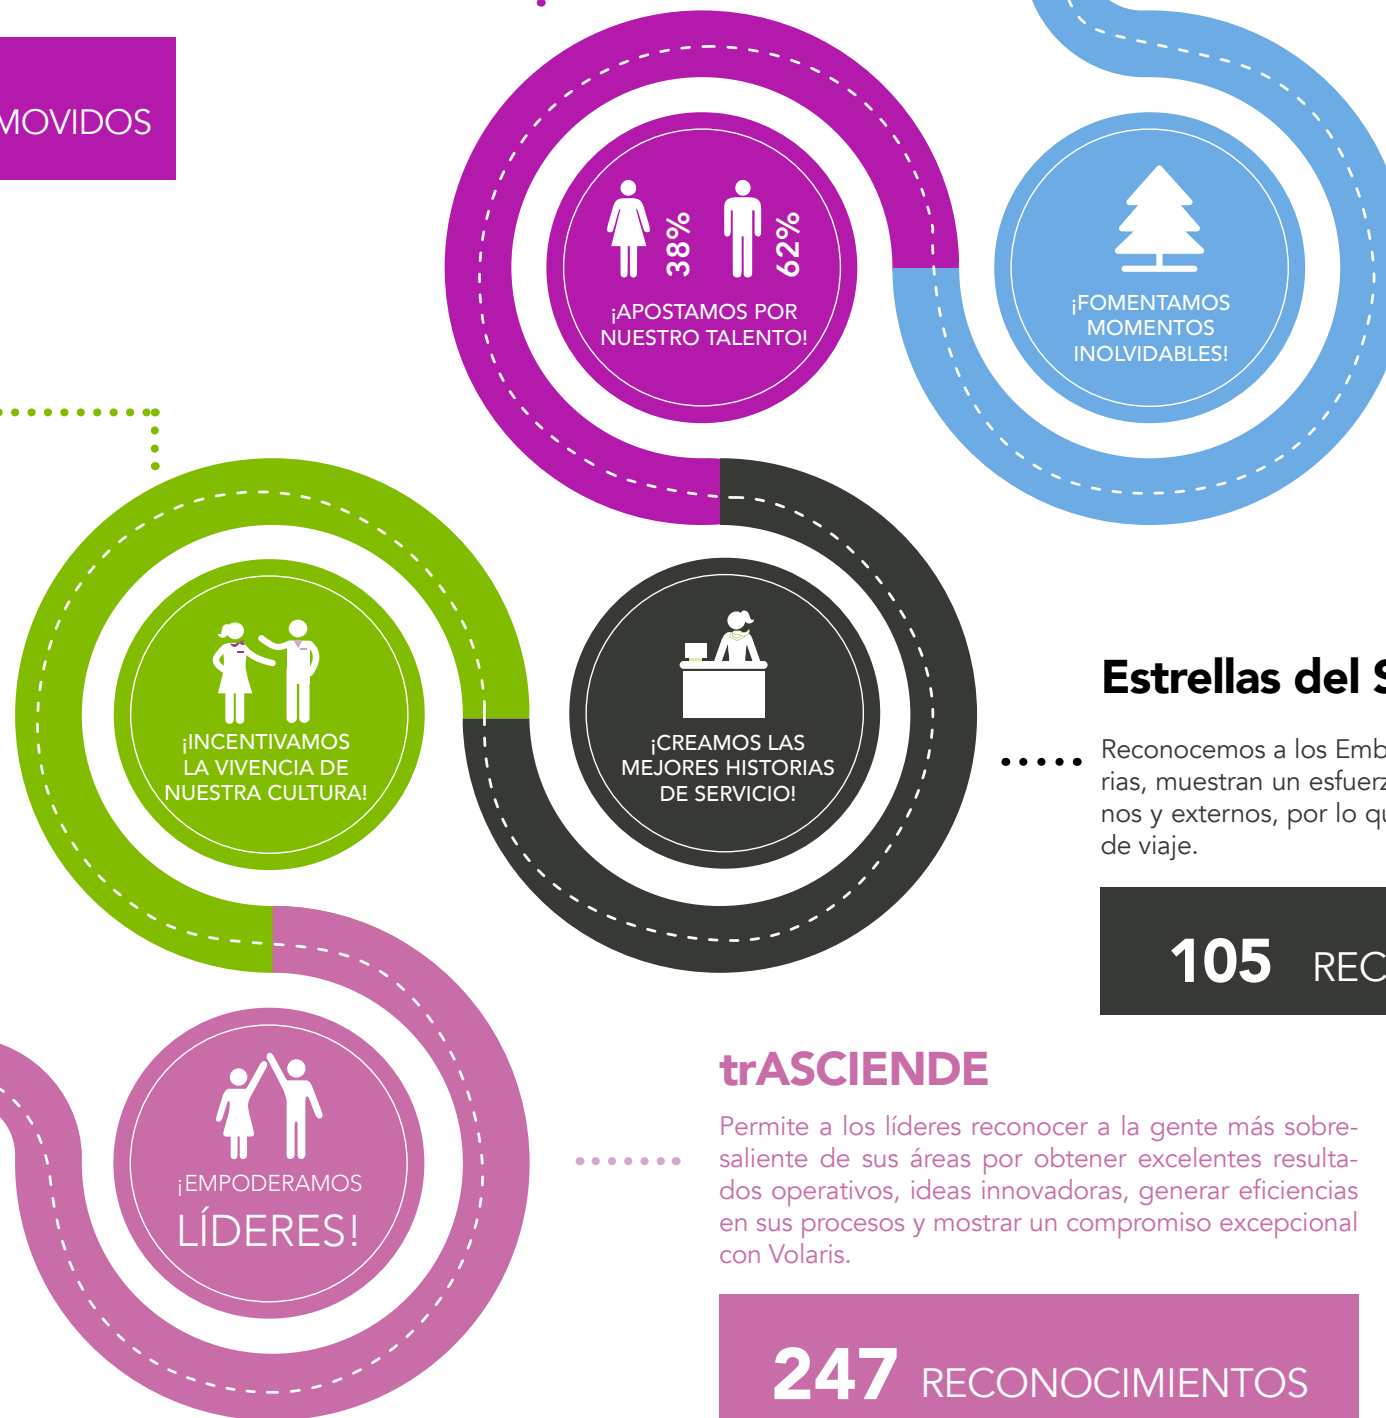 MOVIDOS
38%
62%
¡APOSTAMOS POR
NUESTRO TALENTO!
¡FOMENTAMOS
MOMENTOS
INOLVIDABLES!
¡INCENTIVAMOS
LA VIVENCIA DE
NUESTRA CULTURA!
¡CREAMOS LAS
MEJORES HISTORIAS
DE SERVICIO!
Estrellas del S
Reconocemos a los Emb
rias, muestran un esfuerz
nos y externos, por lo qu
de viaje.
105 REC
¡EMPODERAMOS
LÍDERES!
trASCIENDE
Permite a los líderes reconocer a la gente más sobre-
saliente de sus áreas por obtener excelentes resulta-
dos operativos, ideas innovadoras, generar eficiencias
en sus procesos y mostrar un compromiso excepcional
con Volaris.
247 RECONOCIMIENTOS